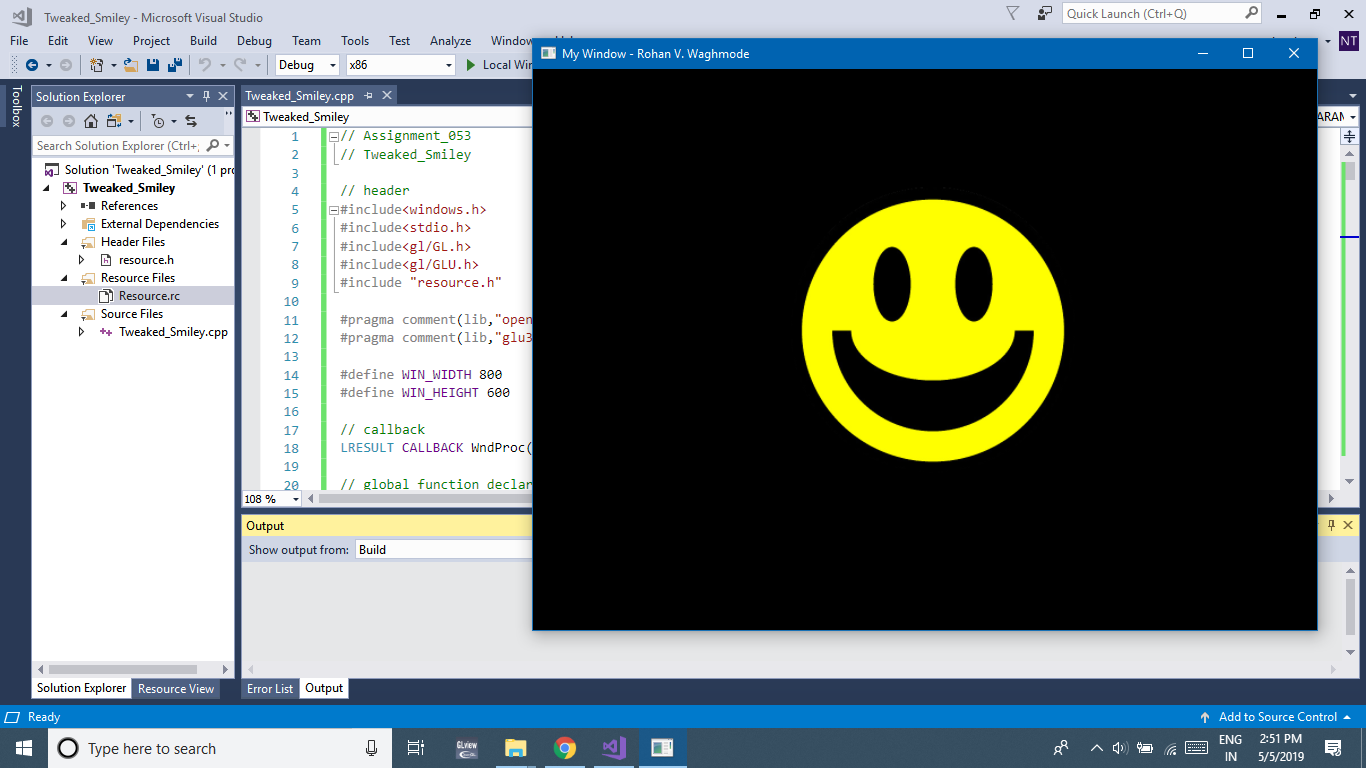 Tweaked_Smiley - Microsoft Visual Studio
Quick Launch (Ctrl+Q)
File Edit View Project Build Debug Team Tools Test Analyze Window
NT
Debug x86 Local Win
My Window - Rohan V. Waghmode
Toolbox
Solution Explorer
Search Solution Explorer (Ctrl+;
Solution 'Tweaked_Smiley' (1 pro
Tweaked_Smiley
References
External Dependencies
Header Files
resource.h
Resource Files
Resource.rc
Source Files
Tweaked_Smiley.cpp
Solution Explorer Resource View
Tweaked_Smiley.cpp
Tweaked_Smiley
ARAM
1 // Assignment_053
2 // Tweaked_Smiley
3
4 // header
5 #include<windows.h>
6 #include<stdio.h>
7 #include<gl/GL.h>
8 #include<gl/GLU.h>
9 #include "resource.h"
10
11 #pragma comment(lib,"open
12 #pragma comment(lib,"glu3
13
14 #define WIN_WIDTH 800
15 #define WIN_HEIGHT 600
16
17 // callback
18 LRESULT CALLBACK WndProc(
19
20 // global function declar
108 %
Output
Show output from: Build
Error List Output
Ready
Add to Source Control
Type here to search
GLview
ENG
IN
2:51 PM
5/5/2019